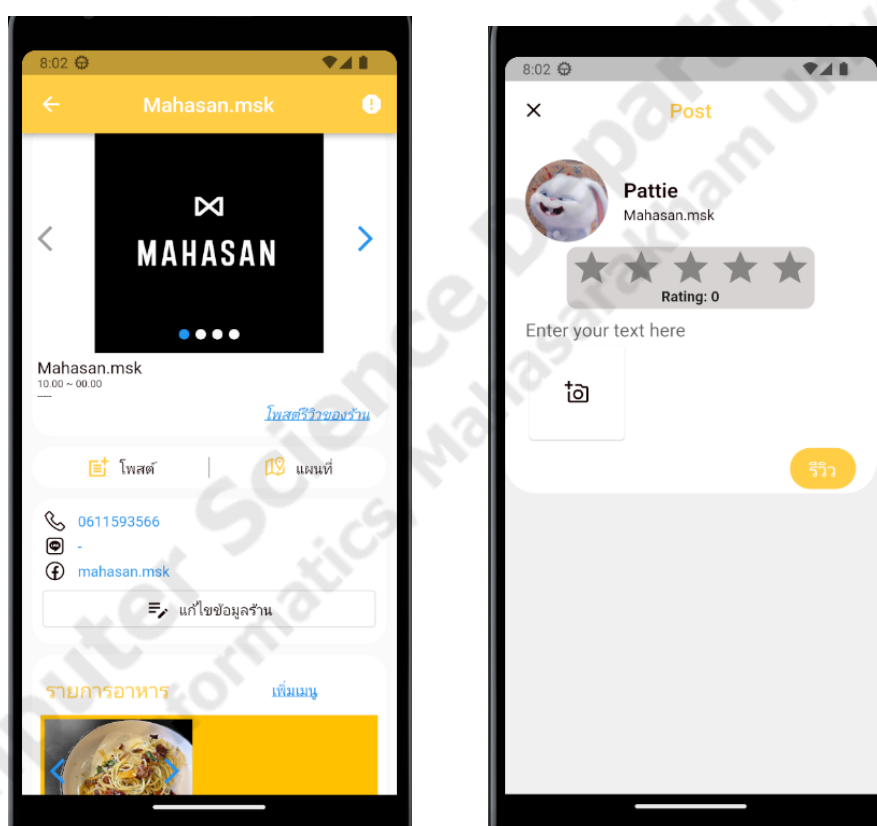 8:02
Mahasan.msk
MAHASAN
Mahasan.msk
10.00 ~ 00.00
-----
โพสต์รีวิวของร้าน
โพสต์
แผนที่
0611593566
-
mahasan.msk
แก้ไขข้อมูลร้าน
รายการอาหาร
เพิ่มเมนู
8:02
Post
Pattie
Mahasan.msk
Rating: 0
Enter your text here
รีวิว